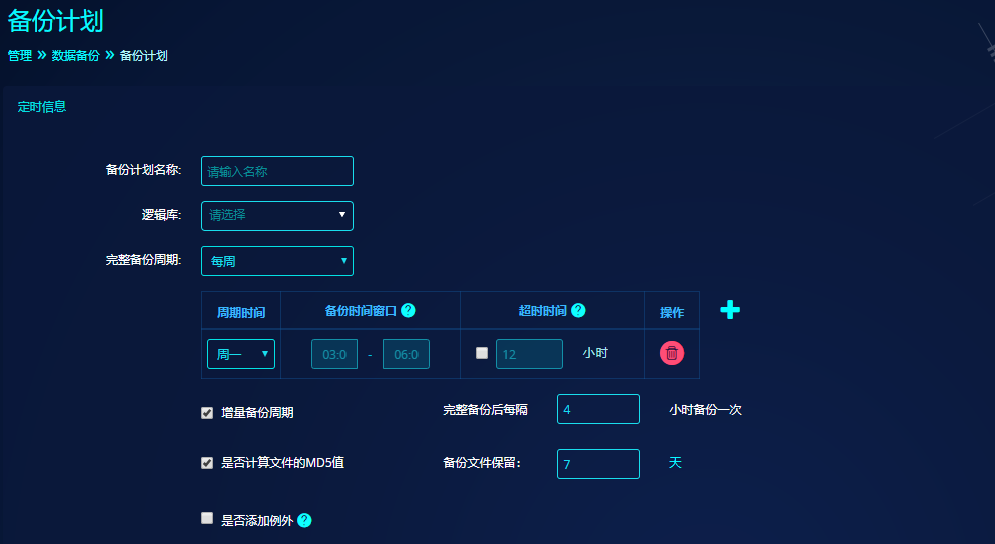 备份计划
管理 » 数据备份 » 备份计划
定时信息
备份计划名称: 请输入名称
逻辑库: 请选择
完整备份周期: 每周
周期时间 备份时间窗口 ? 超时时间 ? 操作
周一 03:0 - 06:0 12 小时
增量备份周期 完整备份后每隔 4 小时备份一次
是否计算文件的MD5值 备份文件保留: 7 天
是否添加例外 ?